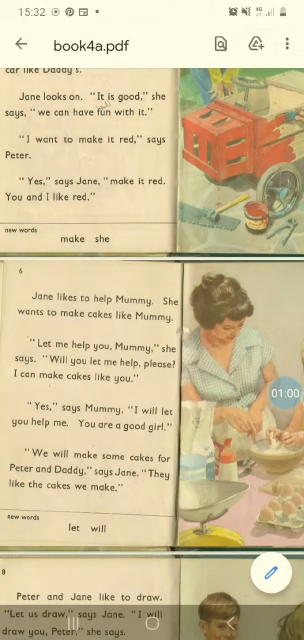 15:32
4G
book4a.pdf
car like Daddy's.
Jane looks on. "It is good," she
says, "we can have fun with it."
"I want to make it red," says
Peter.
"Yes," says Jane, "make it red.
You and I like red."
new words
make she
6
Jane likes to help Mummy. She
wants to make cakes like Mummy.
"Let me help you, Mummy," she
says. "Will you let me help, please?
I can make cakes like you."
"Yes," says Mummy, "I will let
you help me. You are a good girl."
"We will make some cakes for
Peter and Daddy," says Jane. "They
like the cakes we make."
new words
let will
01:00
8
Peter and Jane like to draw.
"Let us draw," says Jane. "I will
draw you, Peter," she says.